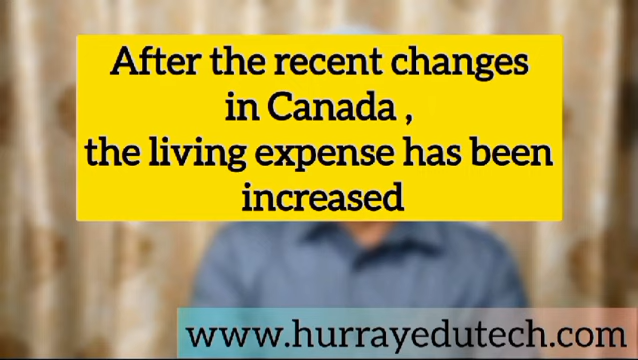 After the recent changes
in Canada ,
the living expense has been
increased
www.hurrayedutech.com